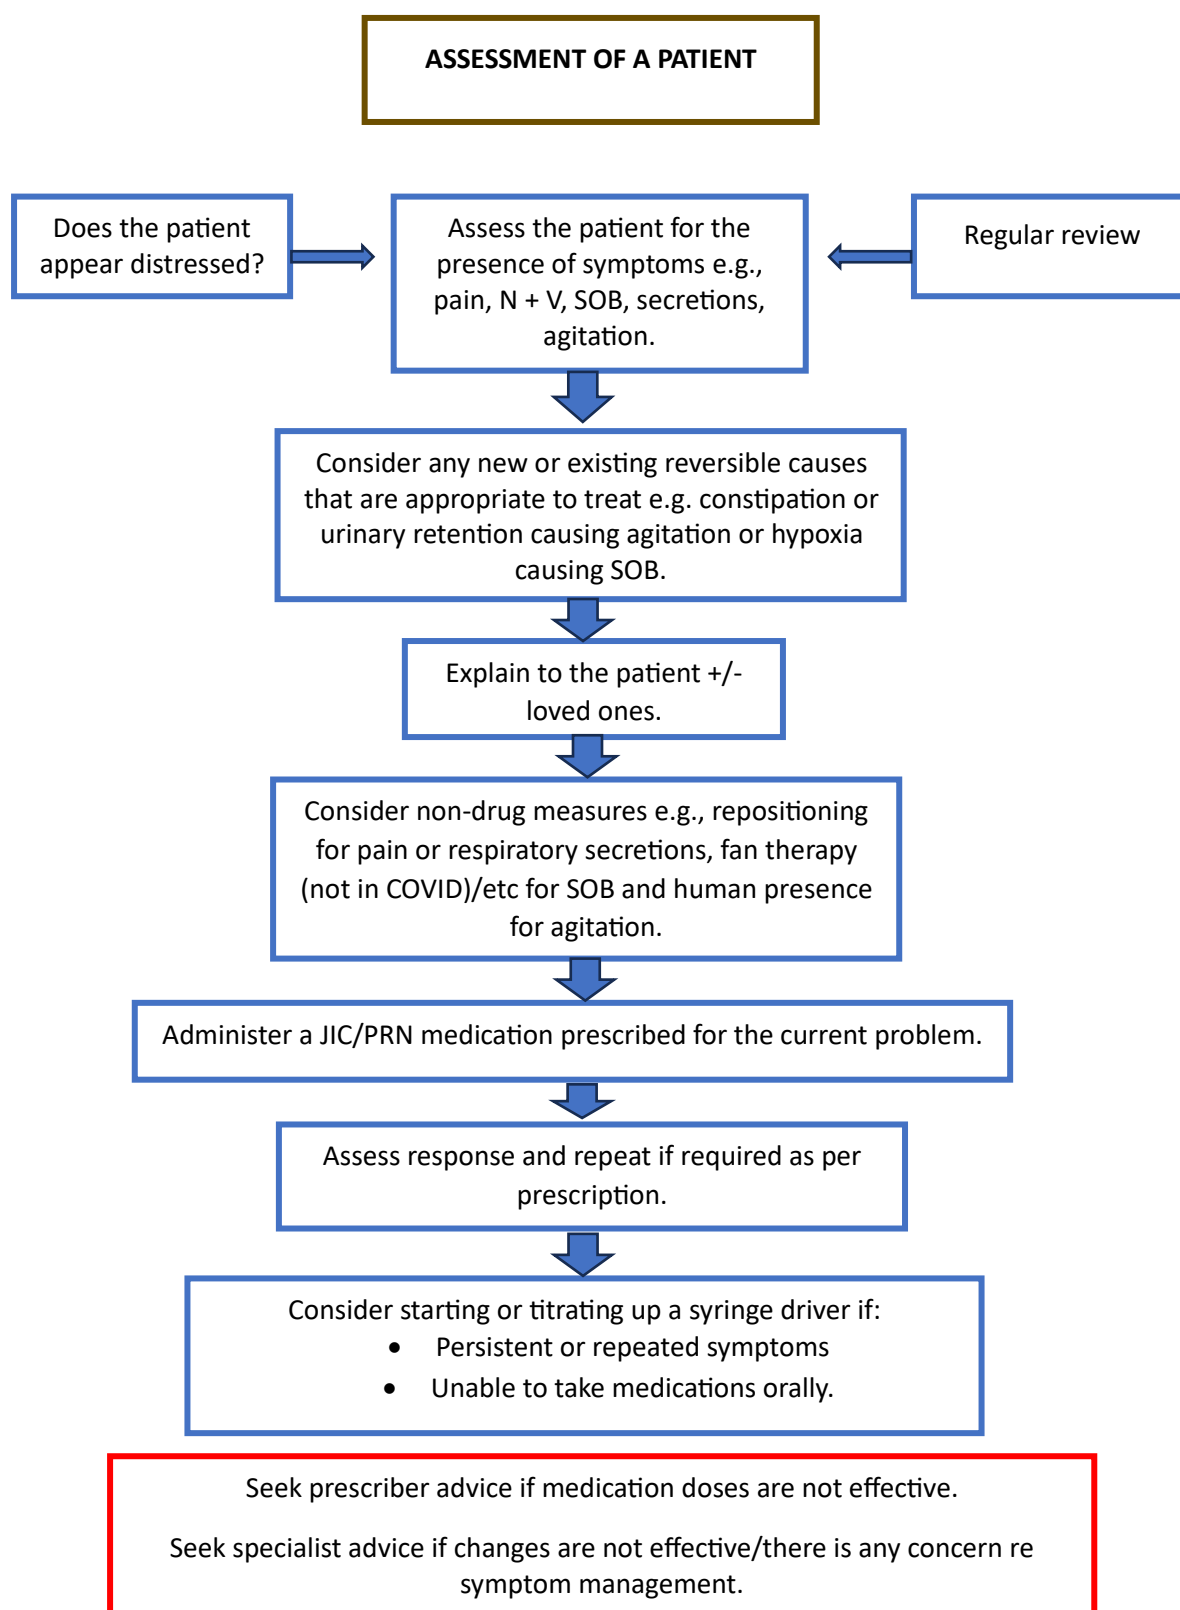 ASSESSMENT OF A PATIENT
Does the patient
appear distressed?
Assess the patient for the
presence of symptoms e.g.,
pain, N + V, SOB, secretions,
agitation.
Regular review
Consider any new or existing reversible causes
that are appropriate to treat e.g. constipation or
urinary retention causing agitation or hypoxia
causing SOB.
Explain to the patient +/-
loved ones.
Consider non-drug measures e.g., repositioning
for pain or respiratory secretions, fan therapy
(not in COVID)/etc for SOB and human presence
for agitation.
Administer a JIC/PRN medication prescribed for the current problem.
Assess response and repeat if required as per
prescription.
Consider starting or titrating up a syringe driver if:
• Persistent or repeated symptoms
• Unable to take medications orally.
Seek prescriber advice if medication doses are not effective.
Seek specialist advice if changes are not effective/there is any concern re
symptom management.